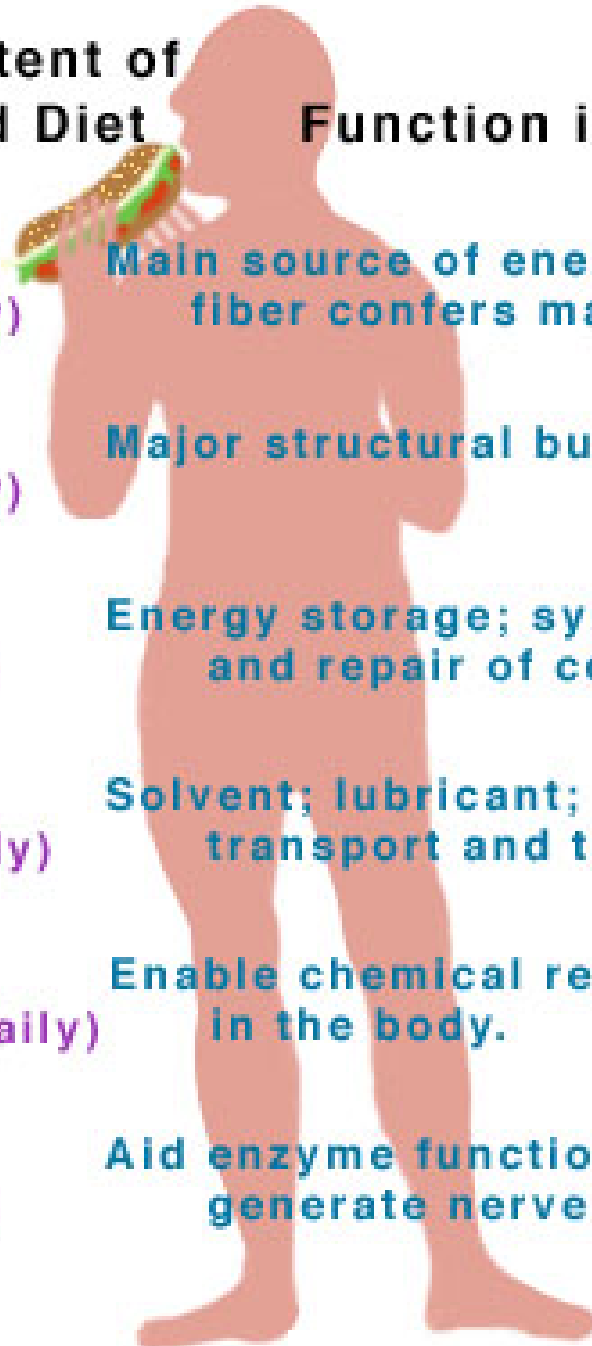 tent of
d Diet
Function i
Main source of ene
y)
fiber confers ma
Major structural bu
y)
Energy storage; sy
and repair of c
Solvent; lubricant;
ly)
transport and t
Enable chemical re
aily)
in the body.
Aid enzyme functio
generate nerve